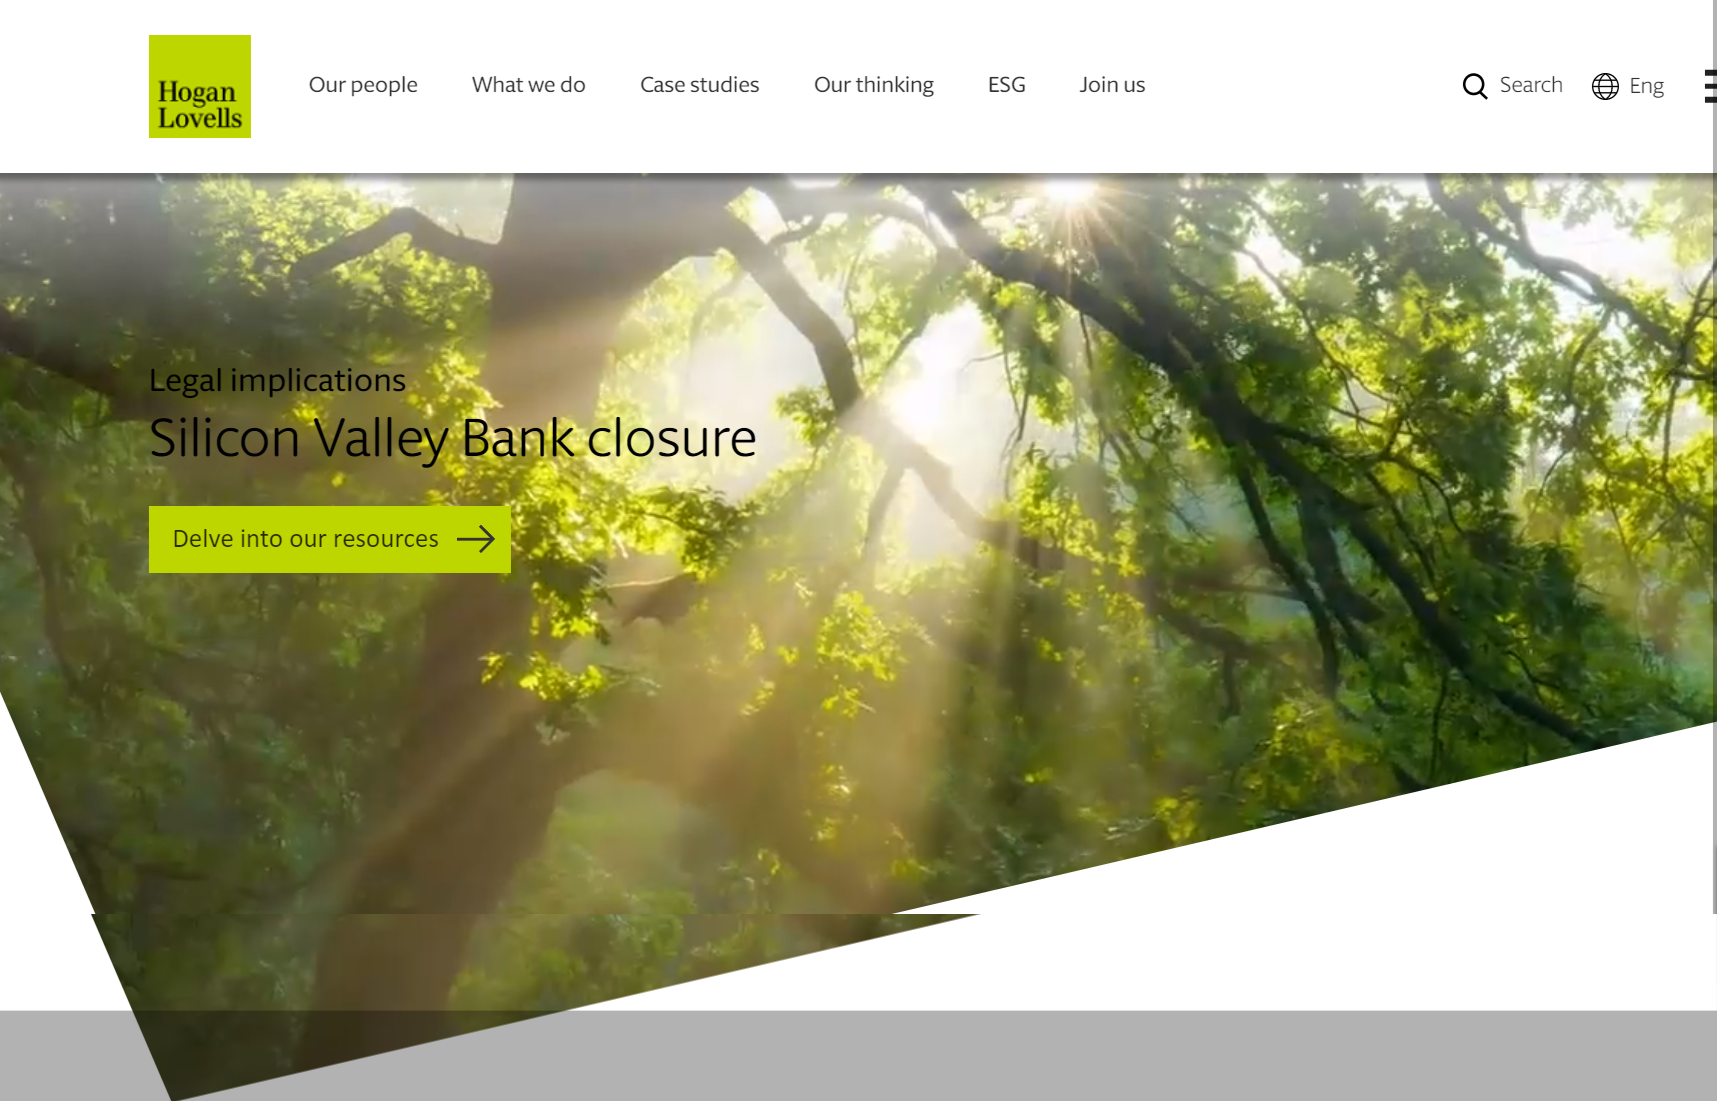 Hogan
Lovells
Our people
What we do
Case studies
Our thinking
ESG
Join us
Search
Eng
Legal implications
Silicon Valley Bank closure
Delve into our resources